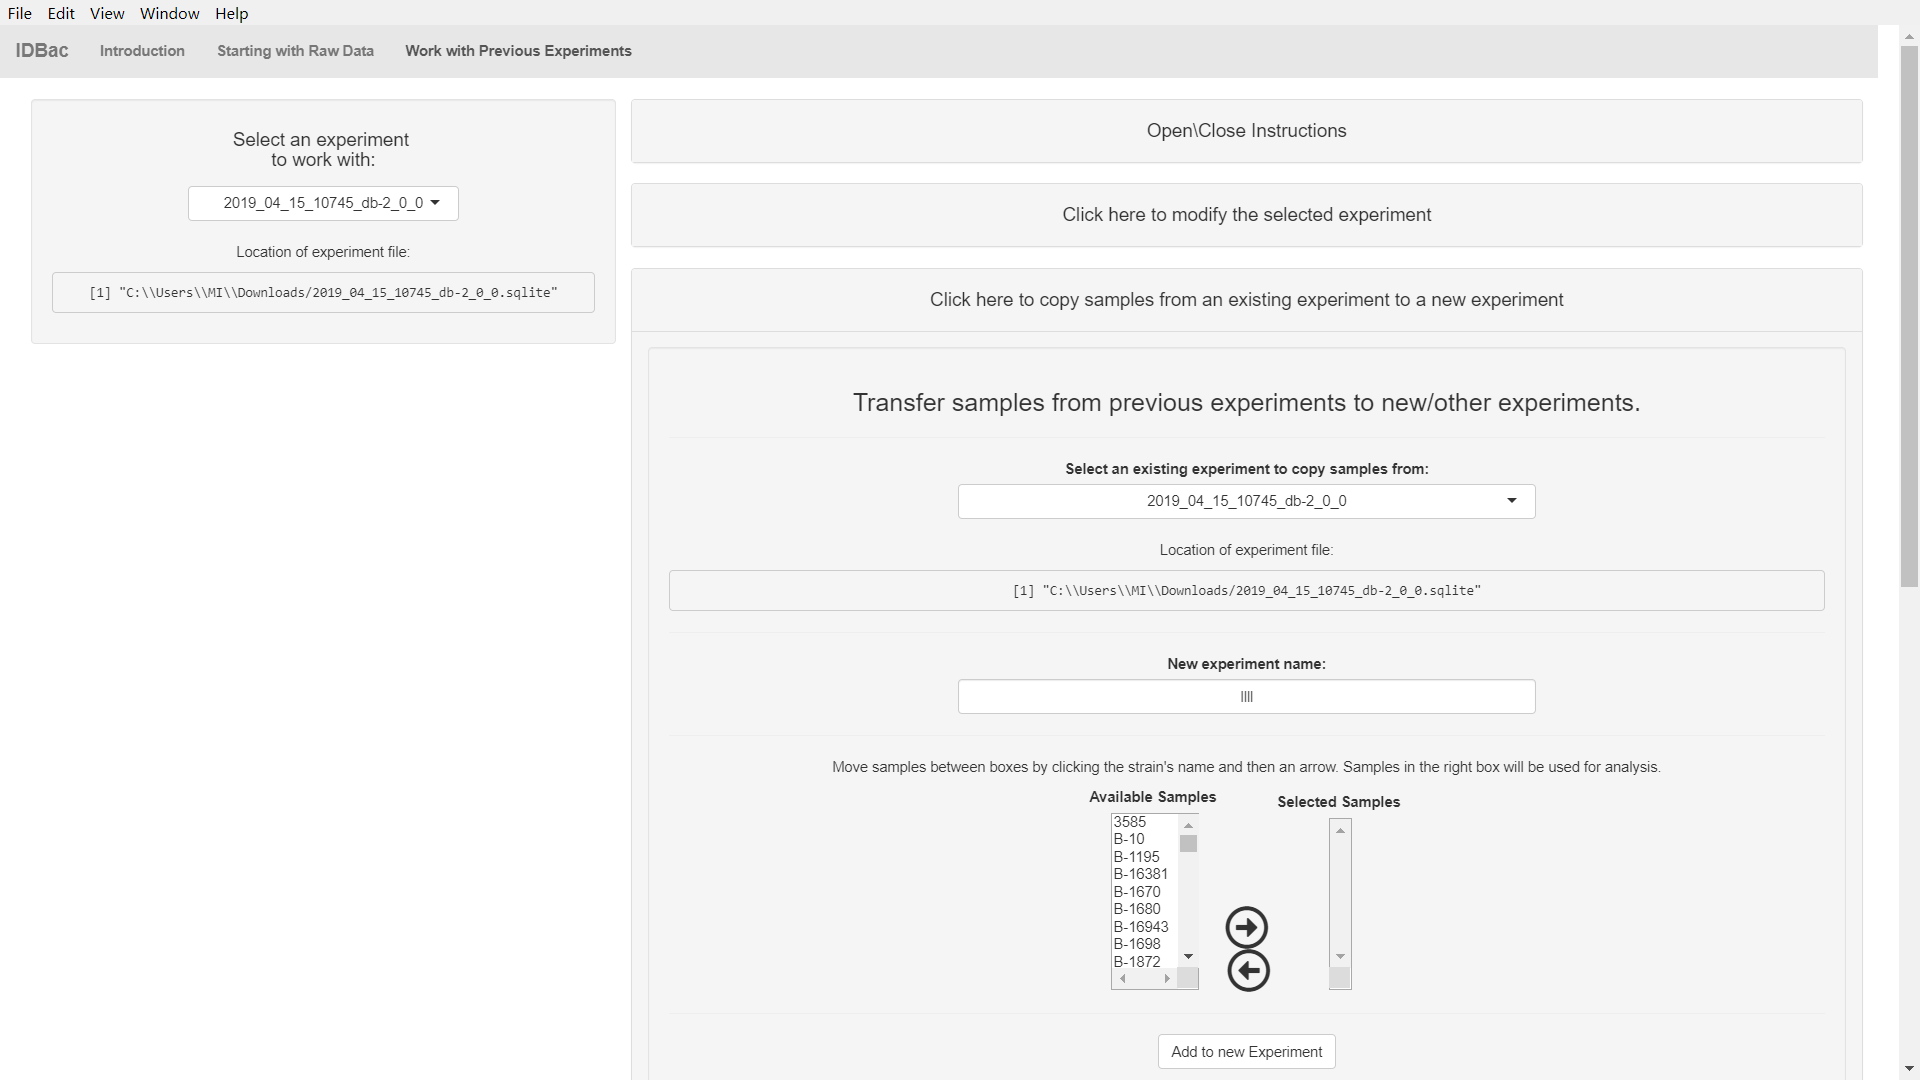 File Edit View Window Help
IDBac Introduction Starting with Raw Data Work with Previous Experiments
Select an experiment
to work with:
2019_04_15_10745_db-2_0_0
Location of experiment file:
[1] "C:\\Users\\MI\\Downloads/2019_04_15_10745_db-2_0_0.sqlite"
Open\Close Instructions
Click here to modify the selected experiment
Click here to copy samples from an existing experiment to a new experiment
Transfer samples from previous experiments to new/other experiments.
Select an existing experiment to copy samples from:
2019_04_15_10745_db-2_0_0
Location of experiment file:
[1] "C:\\Users\\MI\\Downloads/2019_04_15_10745_db-2_0_0.sqlite"
New experiment name:
llll
Move samples between boxes by clicking the strain's name and then an arrow. Samples in the right box will be used for analysis.
Available Samples
3585
B-10
B-1195
B-16381
B-1670
B-1680
B-16943
B-1698
B-1872
Selected Samples
Add to new Experiment